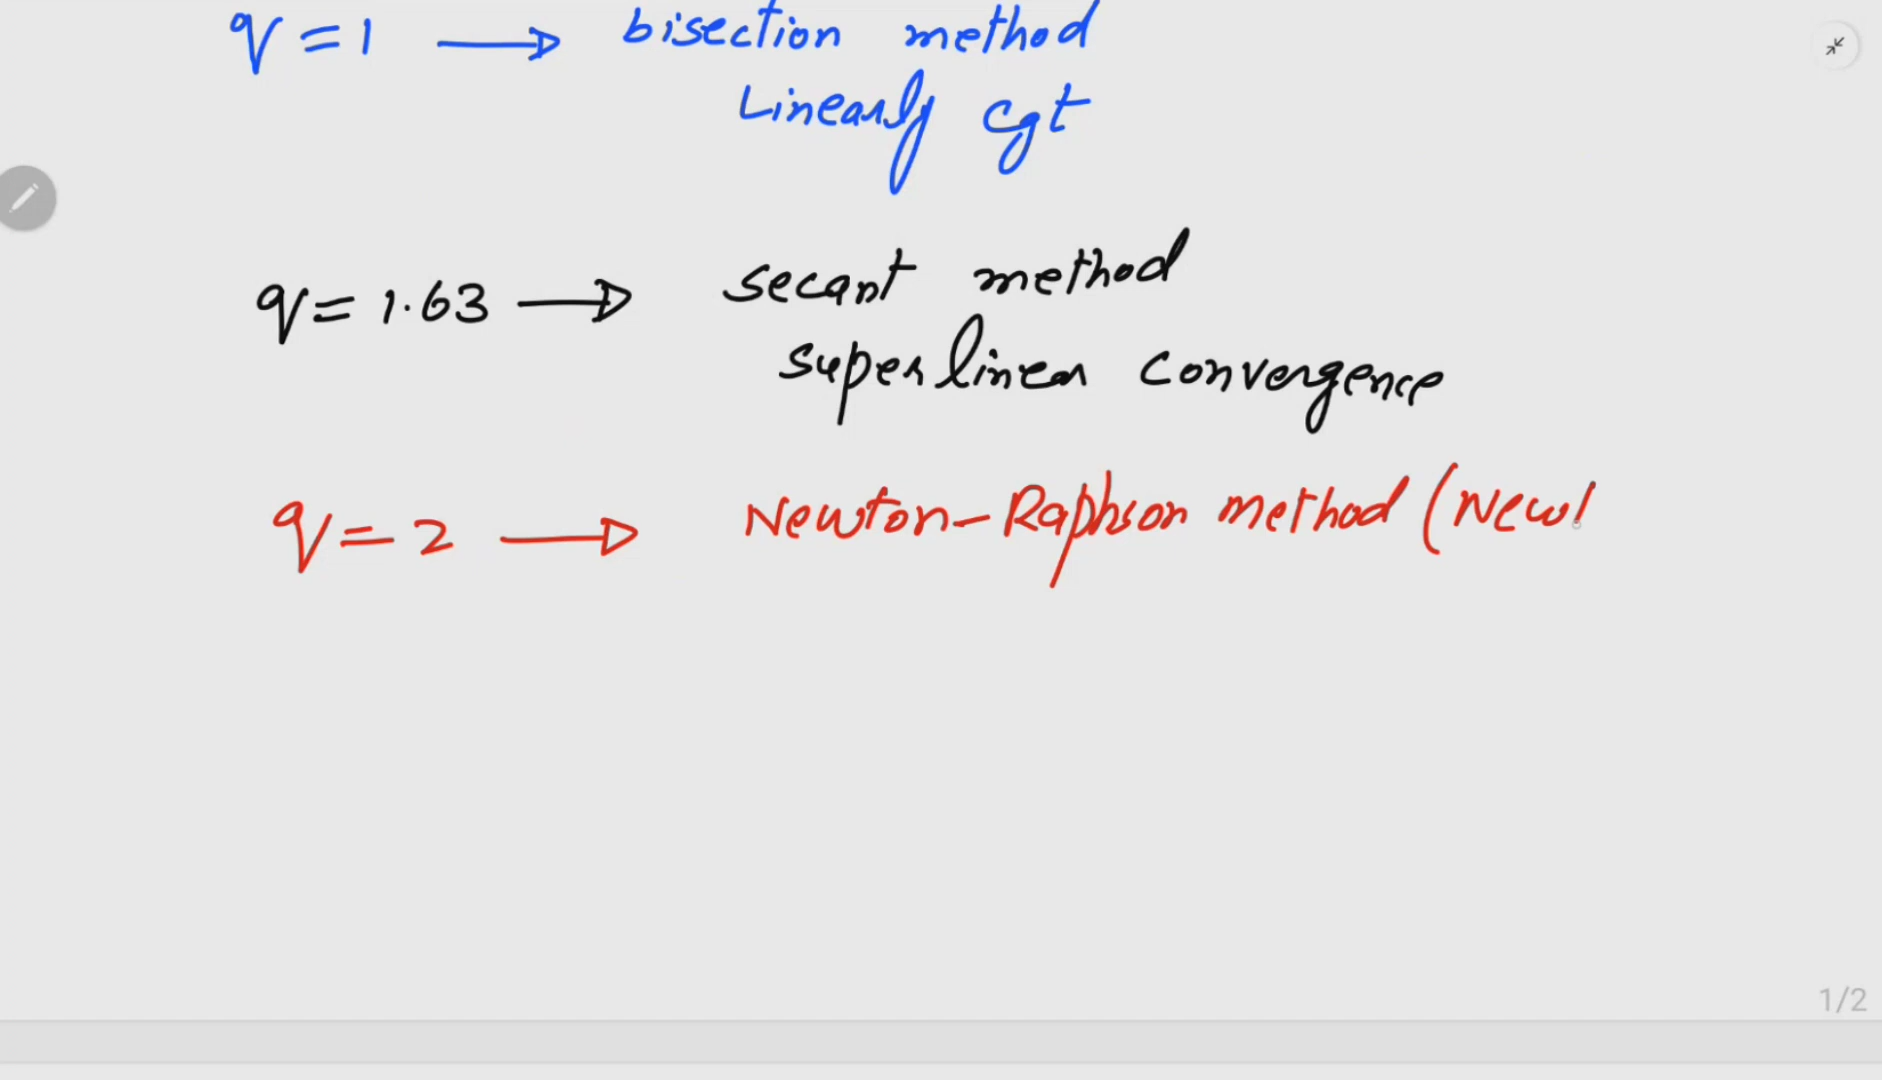 q = 1 → bisection method
Linearly cgt
q = 1.63 → secant method
superlinear convergence
q = 2 → Newton-Raphson method (New
1/2